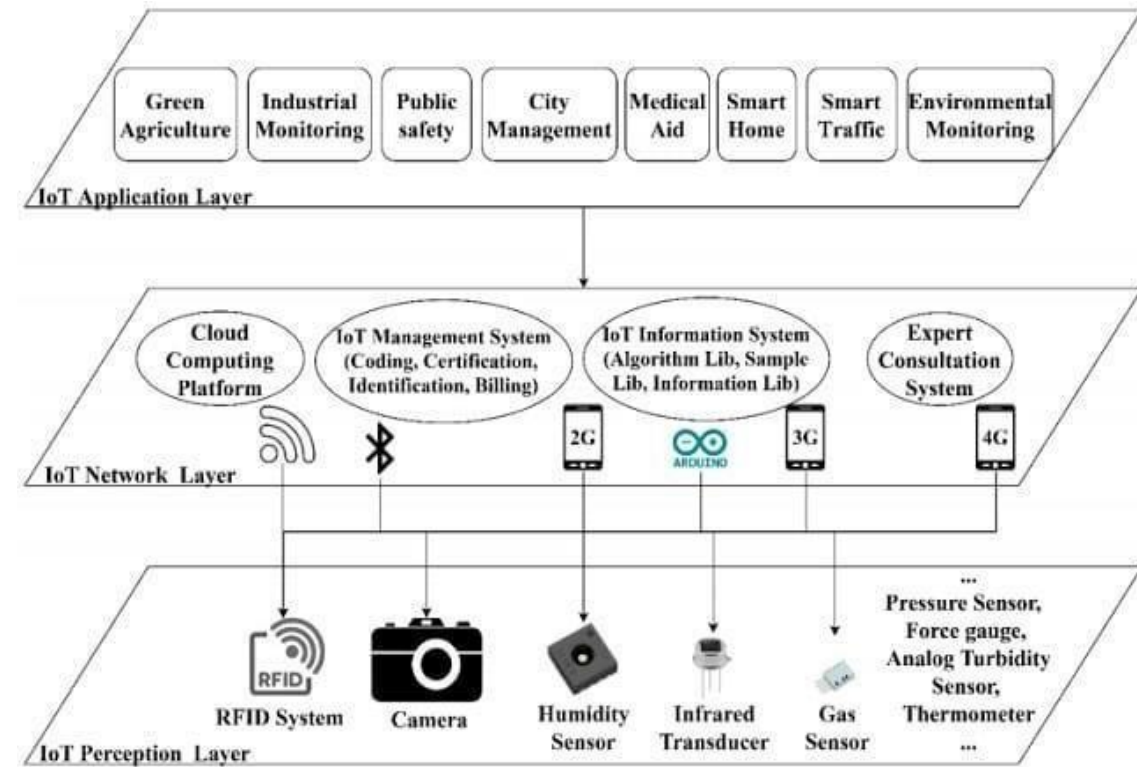 Green
Agriculture
Industrial
Monitoring
Public
safety
City
Management
Medical
Aid
Smart
Home
Smart
Traffic
Environmental
Monitoring
IoT Application Layer
Cloud
Computing
Platform
IoT Management System
(Coding, Certification,
Identification, Billing)
IoT Information System
(Algorithm Lib, Sample
Lib, Information Lib)
Expert
Consultation
System
2G
ARDUINO
3G
4G
IoT Network Layer
RFID
RFID System
Camera
Humidity
Sensor
Infrared
Transducer
Gas
Sensor
...
Pressure Sensor,
Force gauge,
Analog Turbidity
Sensor,
Thermometer
...
IoT Perception Layer